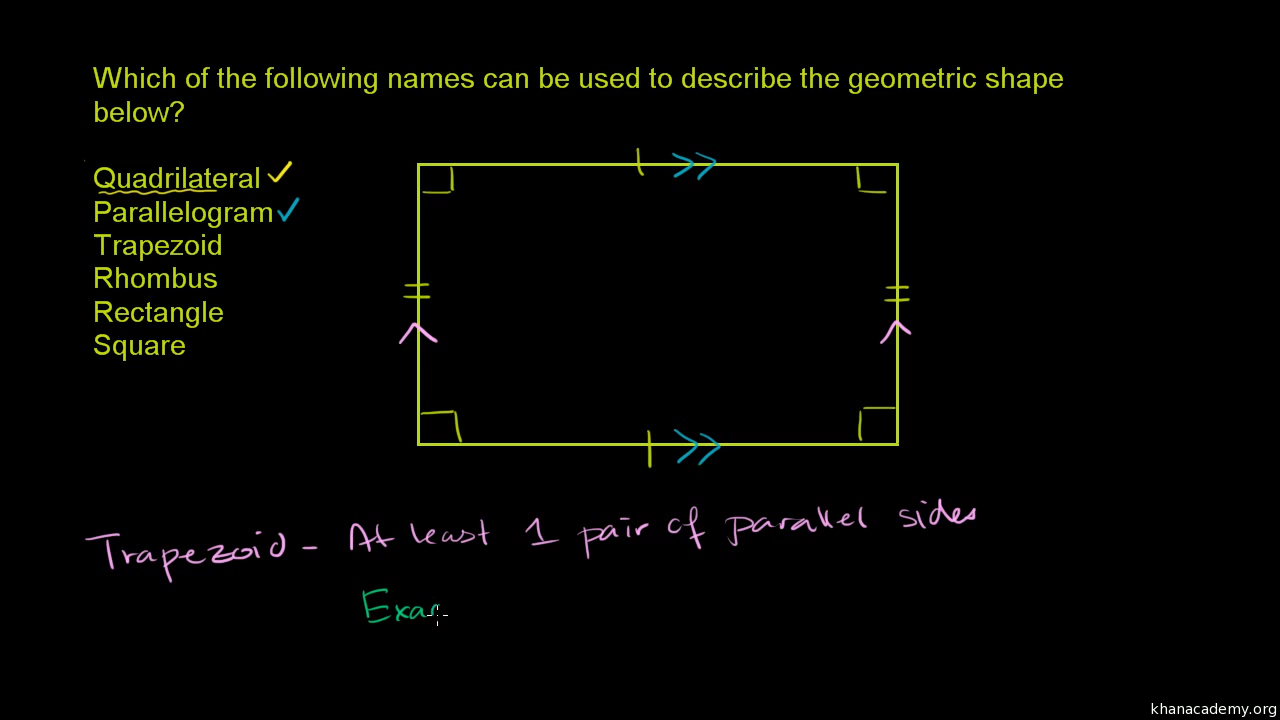 Which of the following names can be used to describe the geometric shape
below?
Quadrilateral
Parallelogram
Trapezoid
Rhombus
Rectangle
Square
Trapezoid - At least 1 pair of parallel sides
Exac
khanacademy.org